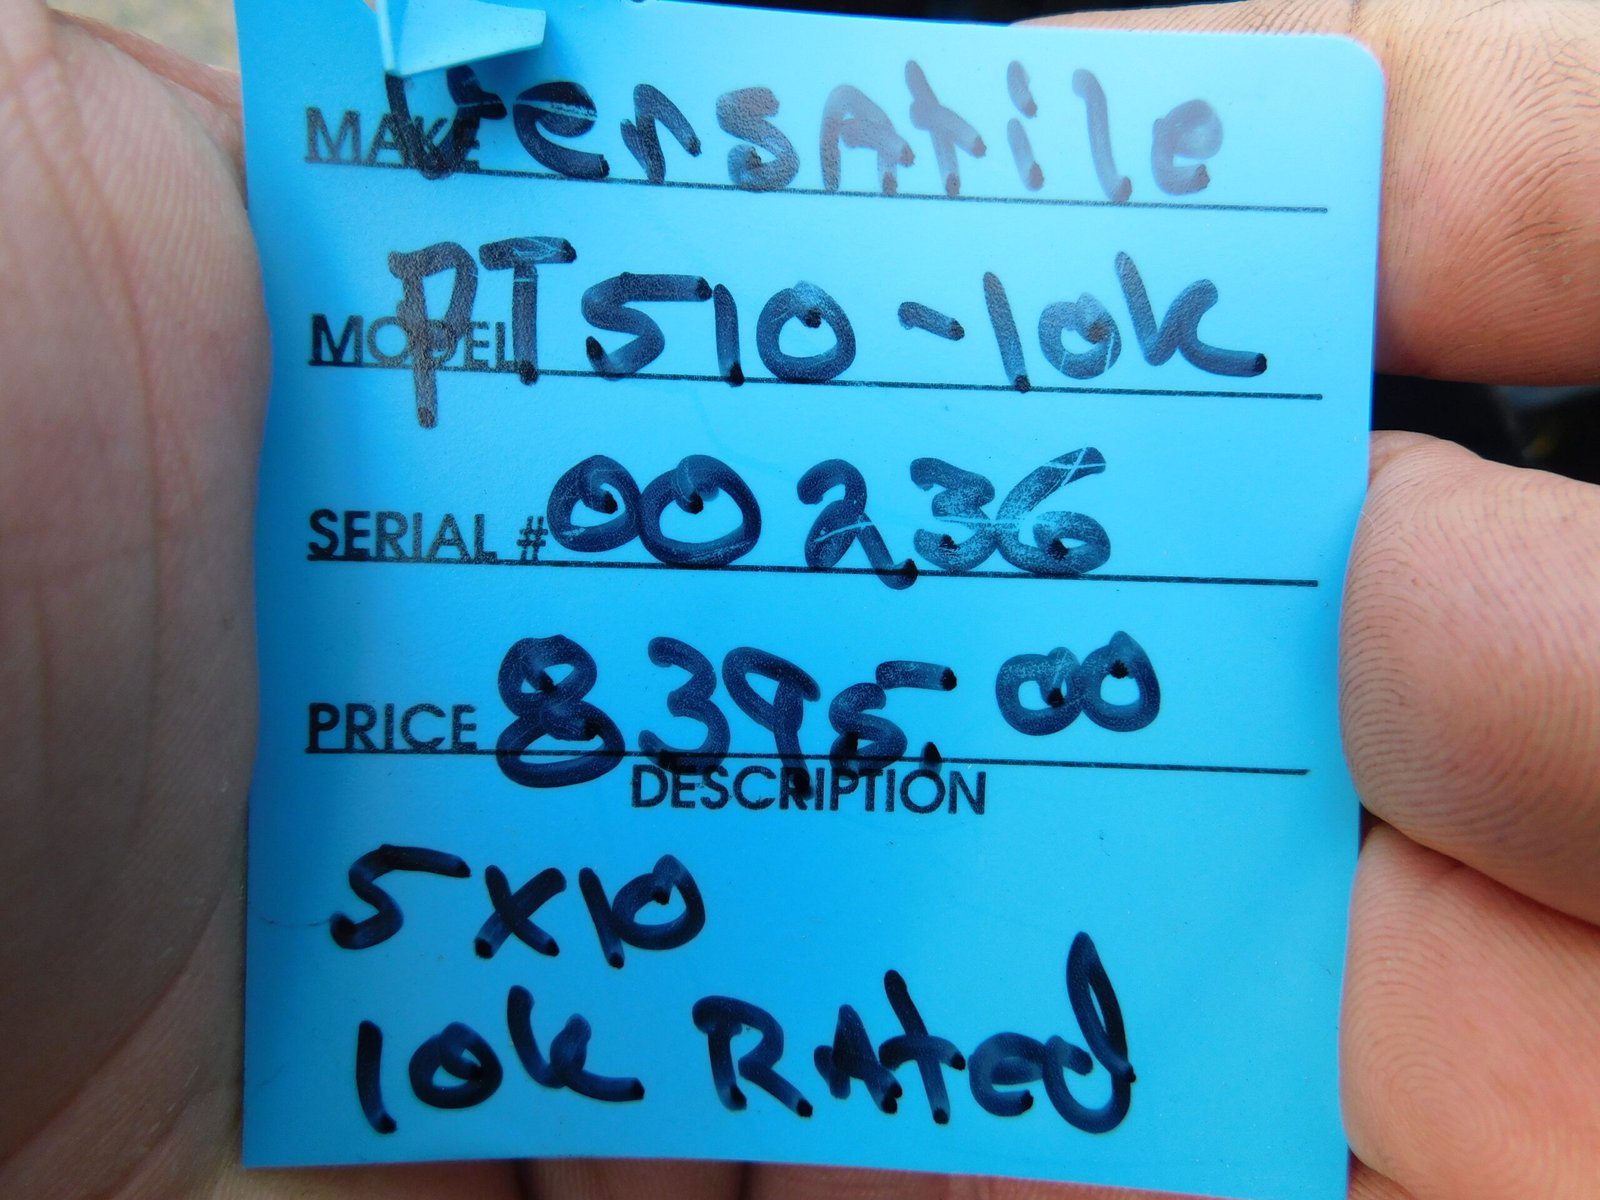 MAKE VersAtile
MODEL PT510-10K
SERIAL # 00236
PRICE 8395.00
DESCRIPTION
5x10
10K RAted